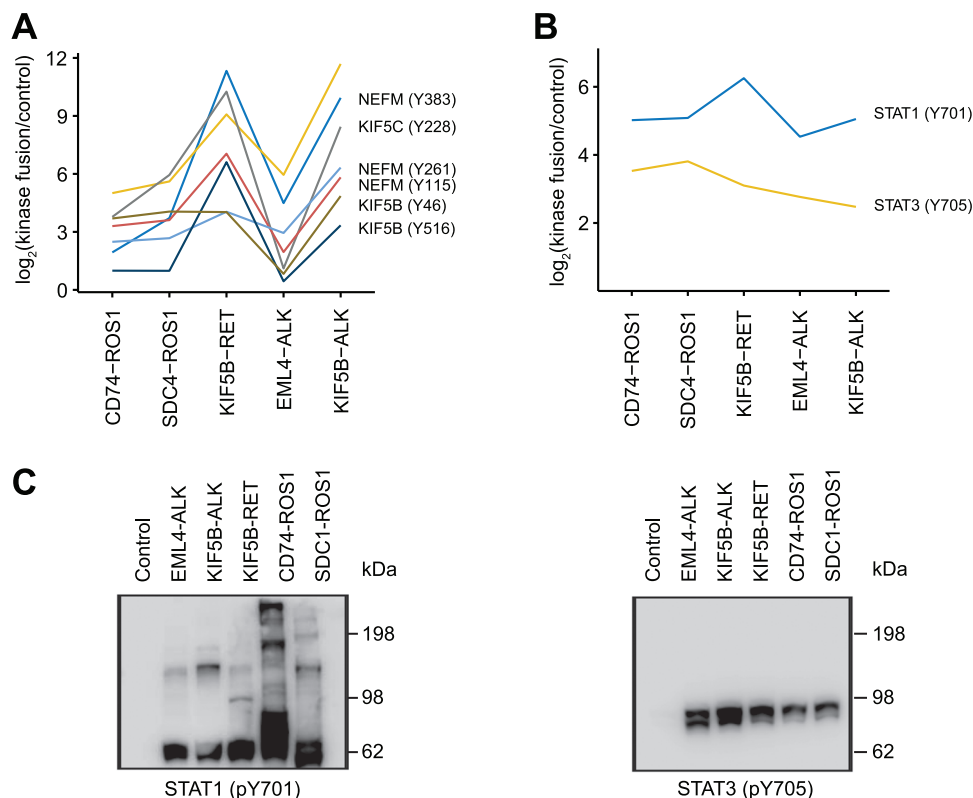 A
log2(kinase fusion/control)
12
9
6
3
0
NEFM (Y383)
KIF5C (Y228)
NEFM (Y261)
NEFM (Y115)
KIF5B (Y46)
KIF5B (Y516)
CD74−ROS1
SDC4−ROS1
KIF5B−RET
EML4−ALK
KIF5B−ALK
B
log2(kinase fusion/control)
6
4
2
STAT1 (Y701)
STAT3 (Y705)
CD74−ROS1
SDC4−ROS1
KIF5B−RET
EML4−ALK
KIF5B−ALK
C
Control
EML4-ALK
KIF5B-ALK
KIF5B-RET
CD74-ROS1
SDC1-ROS1
kDa
198
98
62
STAT1 (pY701)
Control
EML4-ALK
KIF5B-ALK
KIF5B-RET
CD74-ROS1
SDC1-ROS1
kDa
198
98
62
STAT3 (pY705)